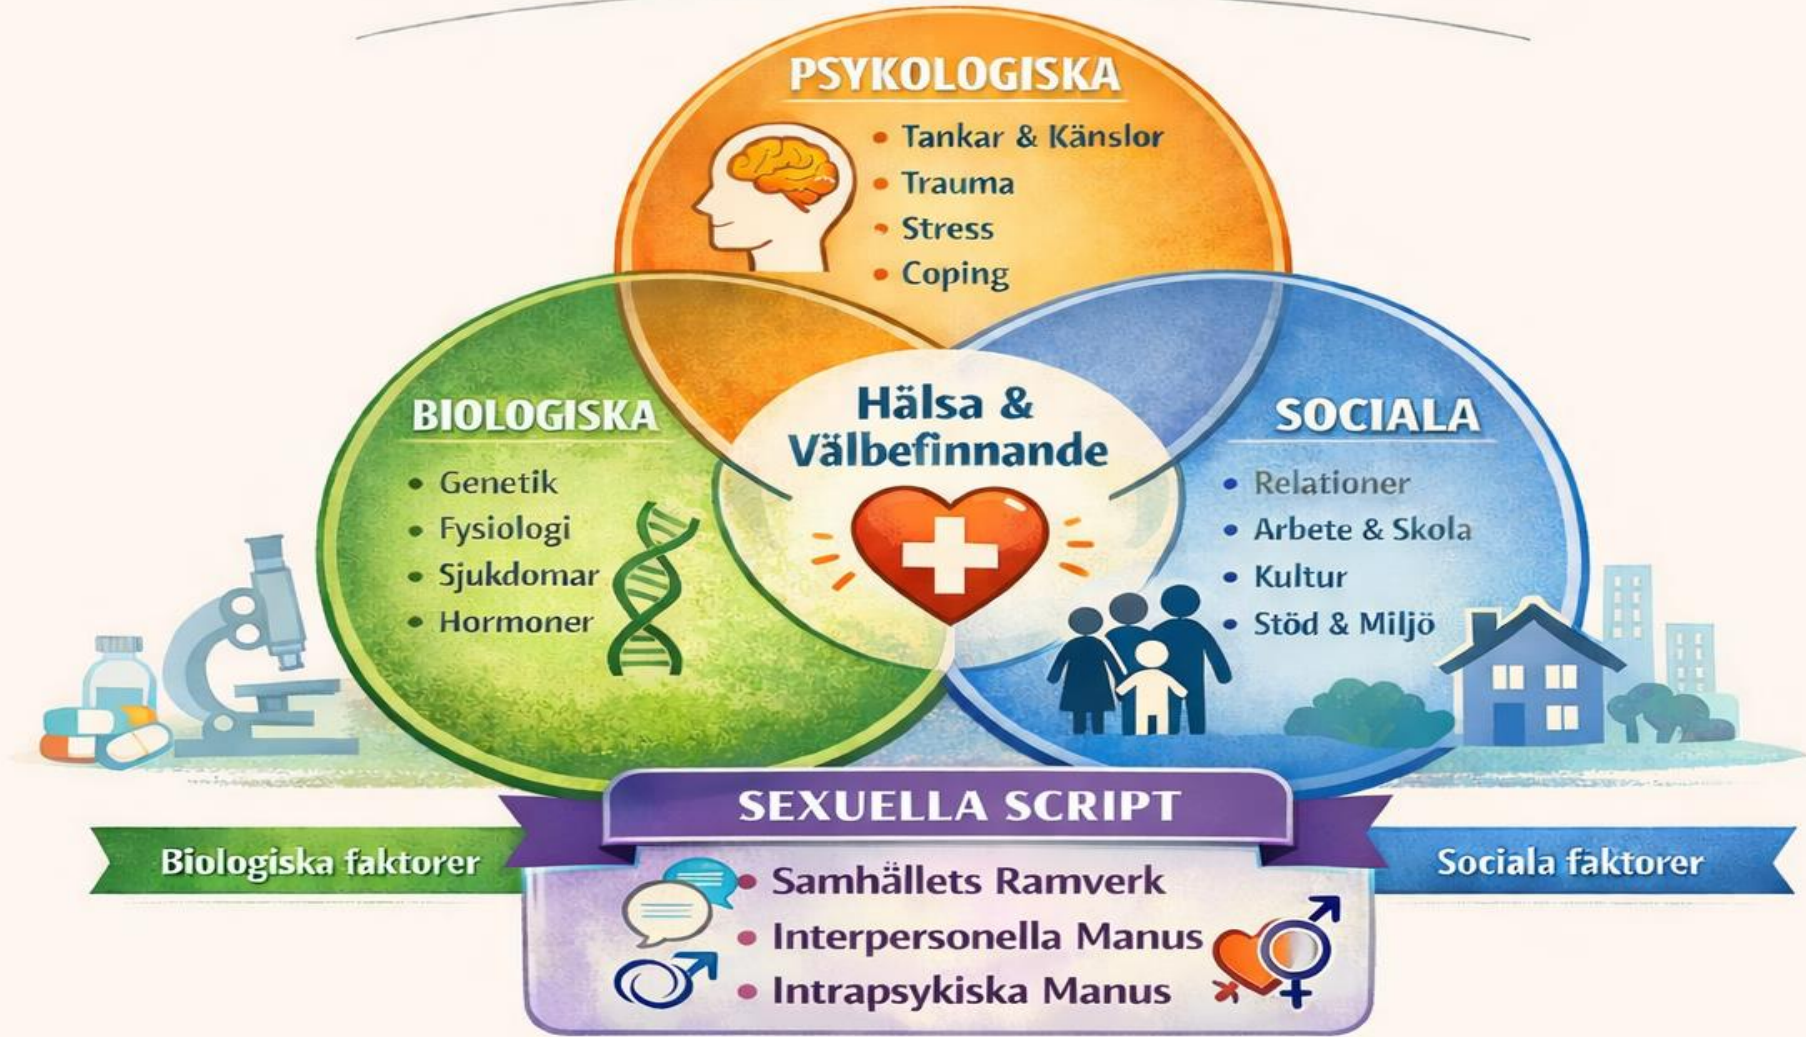 PSYKOLOGISKA
• Tankar & Känslor
• Trauma
• Stress
• Coping
BIOLOGISKA
• Genetik
• Fysiologi
• Sjukdomar
• Hormoner
Hälsa &
Välbefinnande
SOCIALA
• Relationer
• Arbete & Skola
• Kultur
• Stöd & Miljö
Biologiska faktorer
SEXUELLA SCRIPT
• Samhällets Ramverk
• Interpersonella Manus
• Intrapsykiska Manus
Sociala faktorer